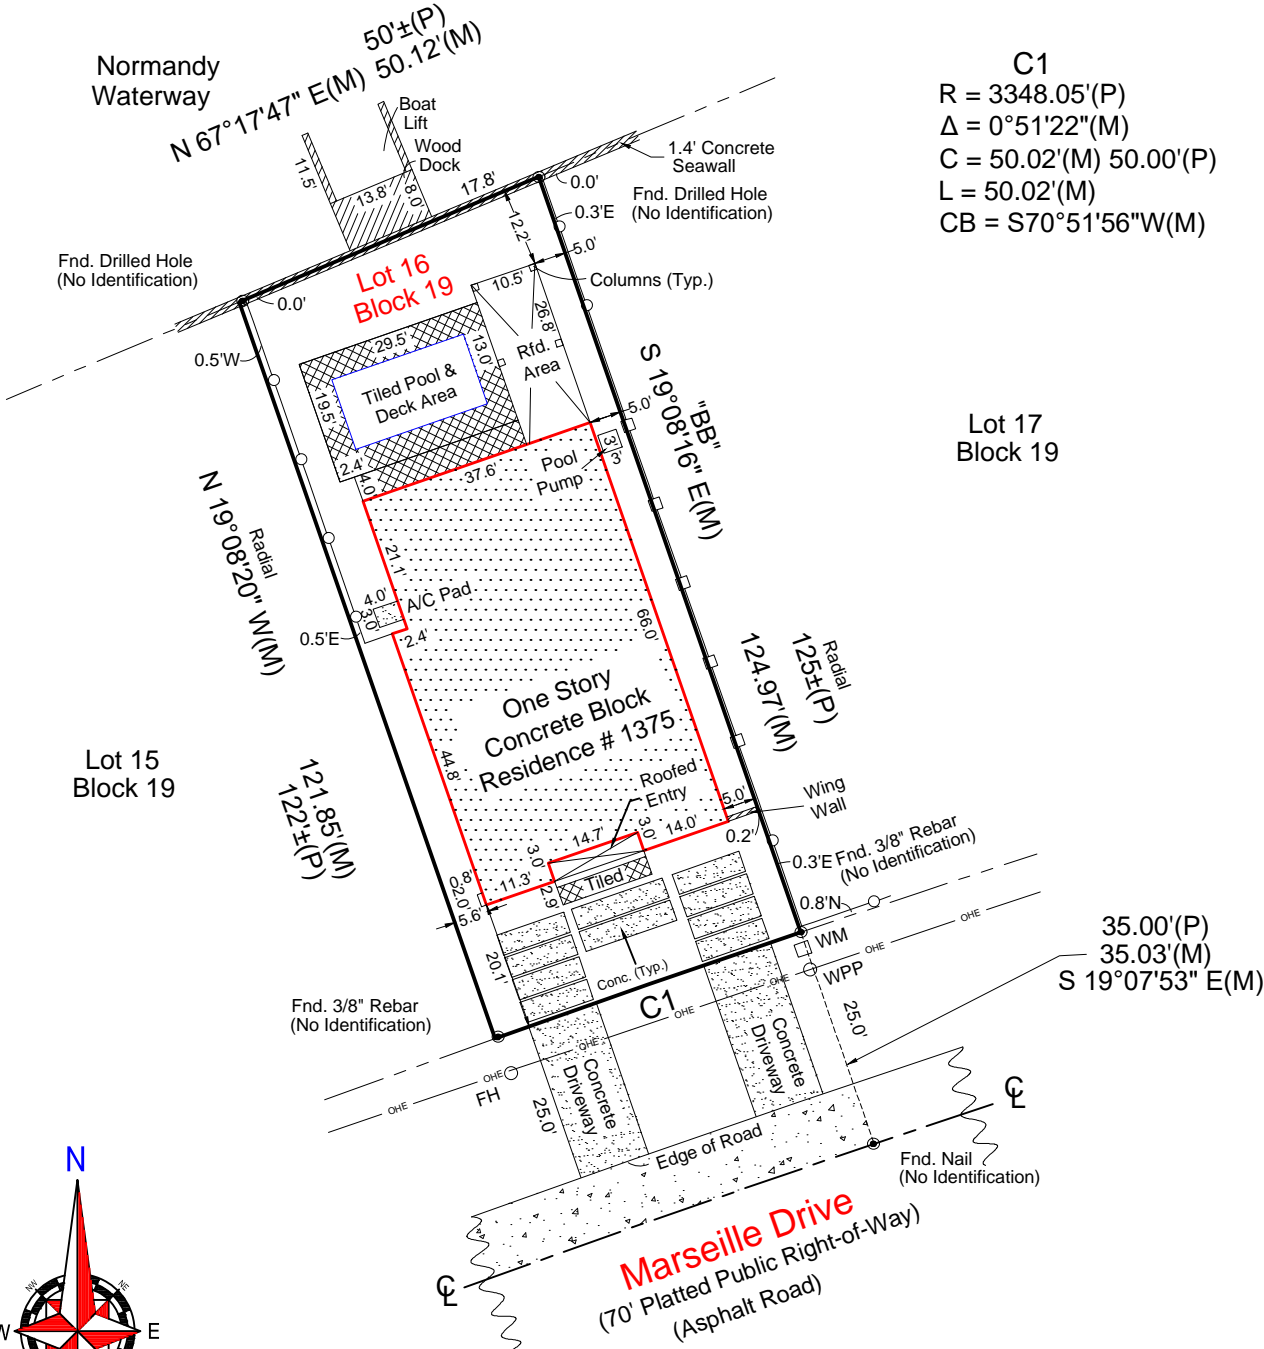 50'±(P)
N 67°17'47" E(M) 50.12'(M)
Normandy
Waterway
C1
R = 3348.05'(P)
Δ = 0°51'22"(M)
C = 50.02'(M) 50.00'(P)
L = 50.02'(M)
CB = S70°51'56"W(M)
Boat
Lift
Wood
Dock
11.5'
13.8'
8.0'
17.8'
1.4' Concrete
Seawall
0.0'
Fnd. Drilled Hole
(No Identification)
0.3'E
12.2'
5.0'
Fnd. Drilled Hole
(No Identification)
0.0'
Lot 16
Block 19
10.5'
Columns (Typ.)
26.8'
Rfd.
Area
0.5'W
29.5'
13.0'
19.5'
Tiled Pool &
Deck Area
2.4'
4.0'
37.6'
5.0'
3'
3'
Pool
Pump
"BB"
S 19°08'16" E(M)
Lot 17
Block 19
N 19°08'20" W(M)
Radial
21.1'
4.0'
3.0'
A/C Pad
2.4'
0.5'E
66.0'
One Story
Concrete Block
Residence # 1375
124.97'(M)
125±(P)
Radial
Lot 15
Block 19
121.85'(M)
122'±(P)
44.8'
Roofed
Entry
14.7'
3.0'
14.0'
5.0'
Wing
Wall
0.2'
0.3'E
Fnd. 3/8" Rebar
(No Identification)
0.8'N
3.0'
11.3'
0.8'
2.0'
5.6'
2.9'
Tiled
20.1'
Conc. (Typ.)
C1
WM
WPP
OHE
OHE
OHE
OHE
OHE
OHE
35.00'(P)
35.03'(M)
S 19°07'53" E(M)
25.0'
Fnd. 3/8" Rebar
(No Identification)
FH
25.0'
Concrete
Driveway
Concrete
Driveway
Edge of Road
Fnd. Nail
(No Identification)
℄
℄
Marseille Drive
(70' Platted Public Right-of-Way)
(Asphalt Road)
N
NW
NE
W
E